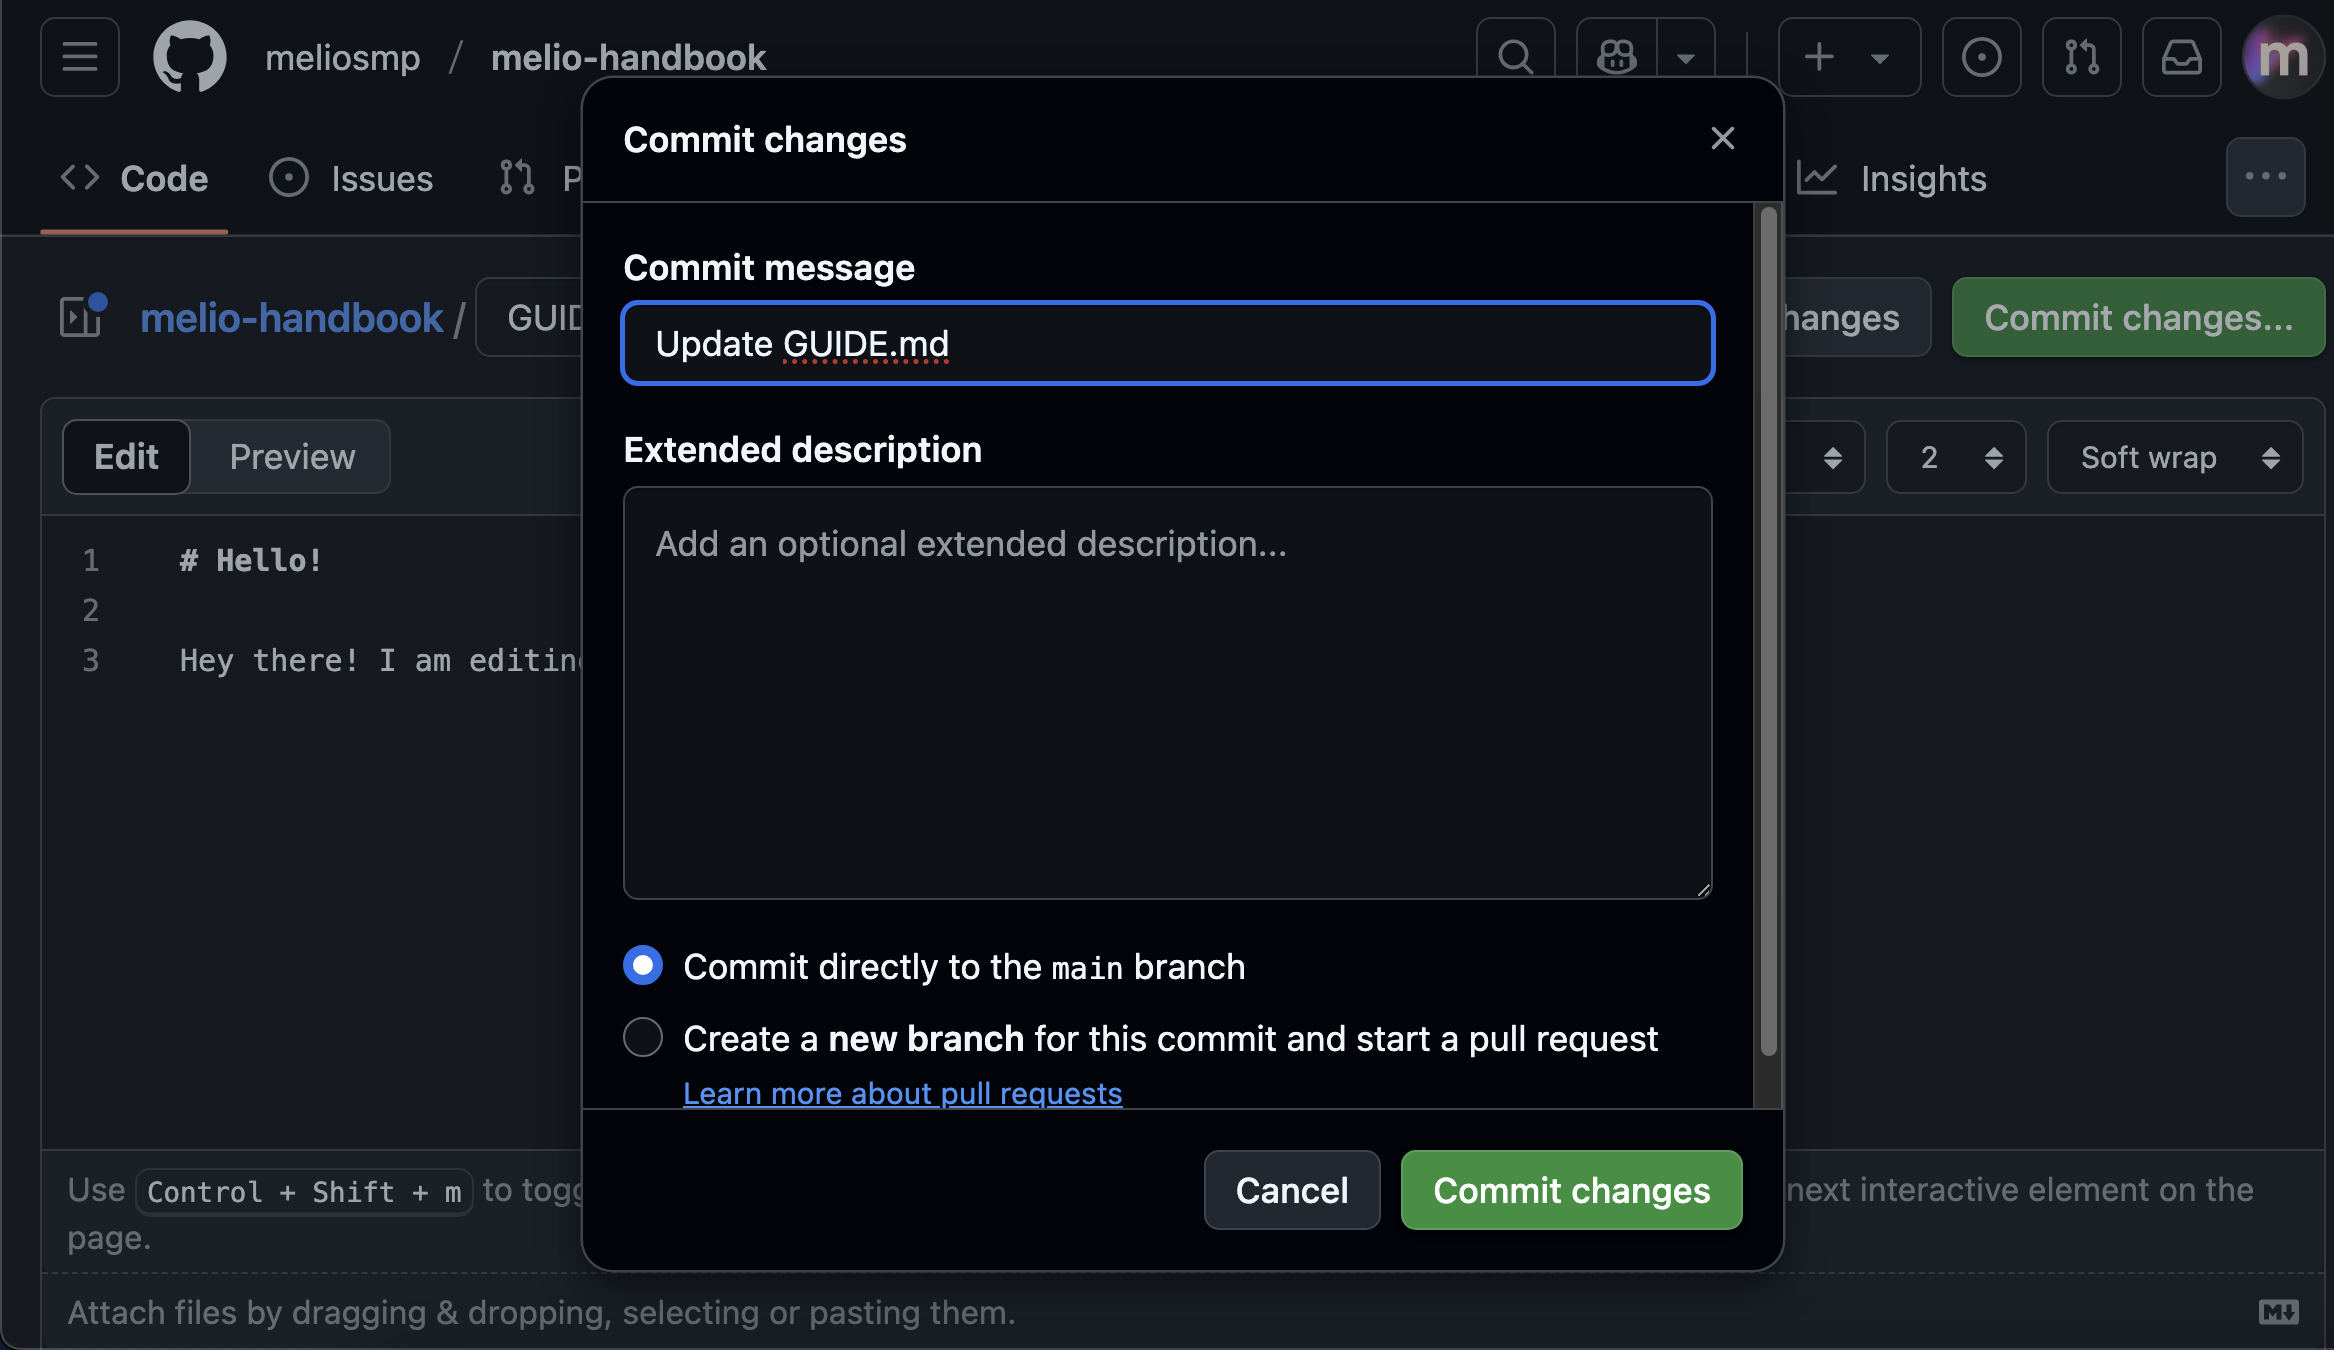 meliosmp / melio-handbook
Commit changes
Code
Issues
P
Insights
Commit message
melio-handbook /
GUID
Update GUIDE.md
hanges
Commit changes...
Extended description
Edit
Preview
2
Soft wrap
Add an optional extended description...
1 # Hello!
2
3 Hey there! I am editing
Commit directly to the main branch
Create a new branch for this commit and start a pull request
Learn more about pull requests
Cancel
Commit changes
Use Control + Shift + m to togg
next interactive element on the
page.
Attach files by dragging & dropping, selecting or pasting them.
m
M